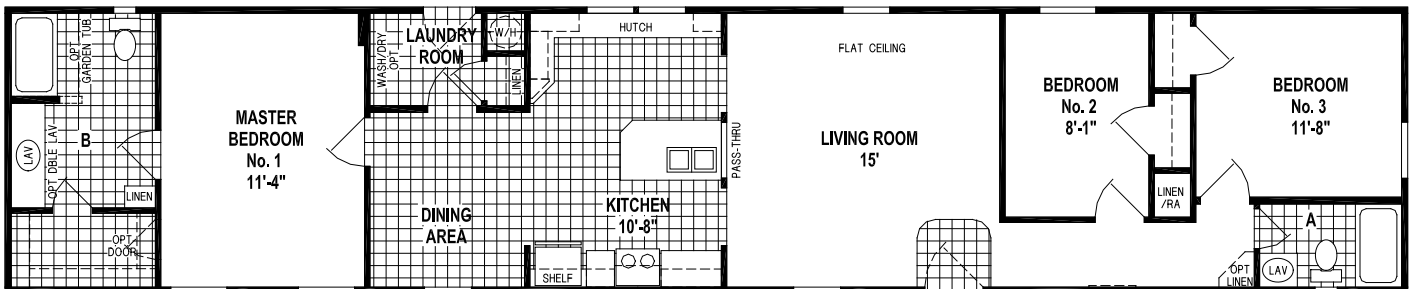 OPT
GARDEN TUB
B
LAV
OPT DBLE LAV
LINEN
OPT
DOOR
MASTER
BEDROOM
No. 1
11'-4"
LAUNDRY
ROOM
WASH/DRY
OPT
W/H
LINEN
HUTCH
DINING
AREA
KITCHEN
10'-8"
SHELF
PASS-THRU
FLAT CEILING
LIVING ROOM
15'
BEDROOM
No. 2
8'-1"
LINEN
/RA
BEDROOM
No. 3
11'-8"
A
OPT
LINEN
LAV